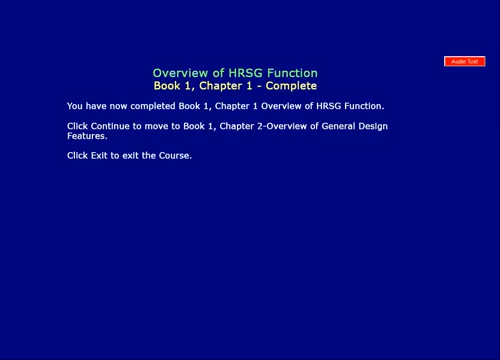 Audio Text
Overview of HRSG Function
Book 1, Chapter 1 - Complete
You have now completed Book 1, Chapter 1 Overview of HRSG Function.
Click Continue to move to Book 1, Chapter 2-Overview of General Design
Features.
Click Exit to exit the Course.